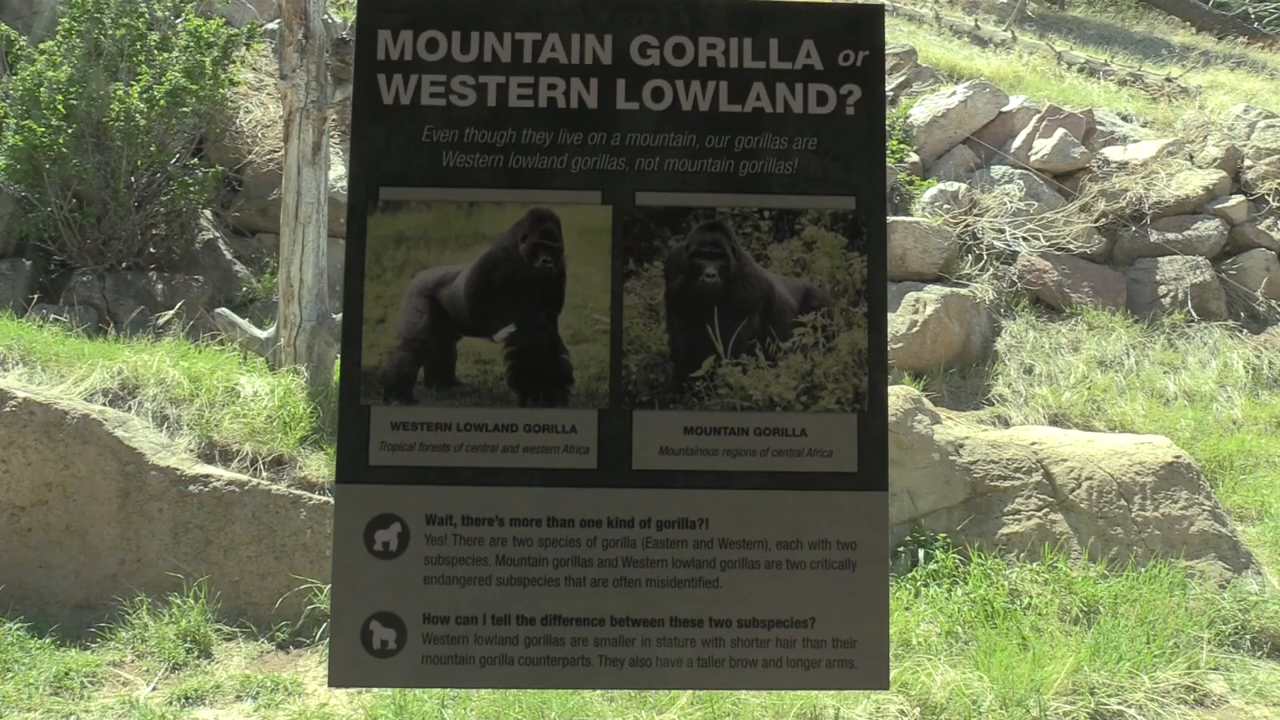 MOUNTAIN GORILLA or
WESTERN LOWLAND?
Even though they live on a mountain, our gorillas are
Western lowland gorillas, not mountain gorillas!
WESTERN LOWLAND GORILLA
Tropical forests of central and western Africa
MOUNTAIN GORILLA
Mountainous regions of central Africa
Wait, there's more than one kind of gorilla?!
Yes! There are two species of gorilla (Eastern and Western), each with two
subspecies. Mountain gorillas and Western lowland gorillas are two critically
endangered subspecies that are often misidentified.
How can I tell the difference between these two subspecies?
Western lowland gorillas are smaller in stature with shorter hair than their
mountain gorilla counterparts. They also have a taller brow and longer arms.